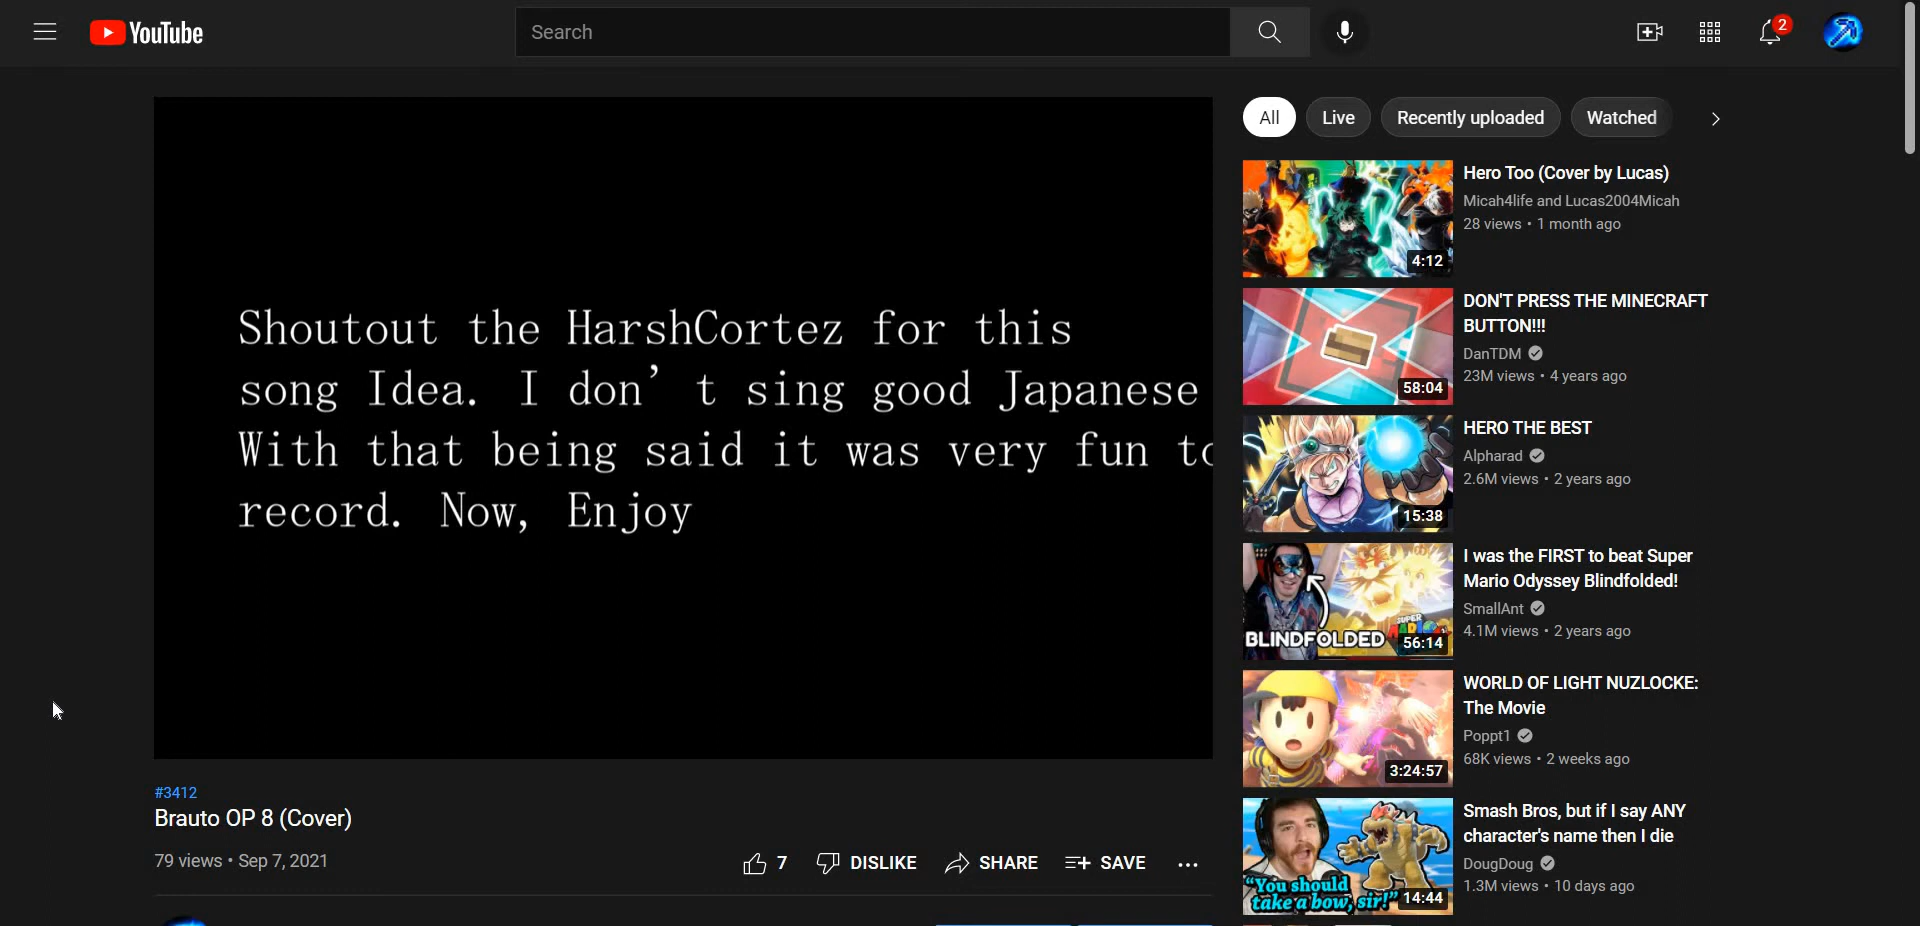 YouTube
Search
2
Shoutout the HarshCortez for this
song Idea. I don’t sing good Japanese
With that being said it was very fun to
record. Now, Enjoy
#3412
Brauto OP 8 (Cover)
79 views • Sep 7, 2021
7 DISLIKE SHARE SAVE
All Live Recently uploaded Watched
4:12
Hero Too (Cover by Lucas)
Micah4life and Lucas2004Micah
28 views • 1 month ago
58:04
DON'T PRESS THE MINECRAFT
BUTTON!!!
DanTDM
23M views • 4 years ago
15:38
HERO THE BEST
Alpharad
2.6M views • 2 years ago
BLINDFOLDED
SUPER
56:14
I was the FIRST to beat Super
Mario Odyssey Blindfolded!
SmallAnt
4.1M views • 2 years ago
3:24:57
WORLD OF LIGHT NUZLOCKE:
The Movie
Poppt1
68K views • 2 weeks ago
“You should
take a bow, sir!”
14:44
Smash Bros, but if I say ANY
character's name then I die
DougDoug
1.3M views • 10 days ago